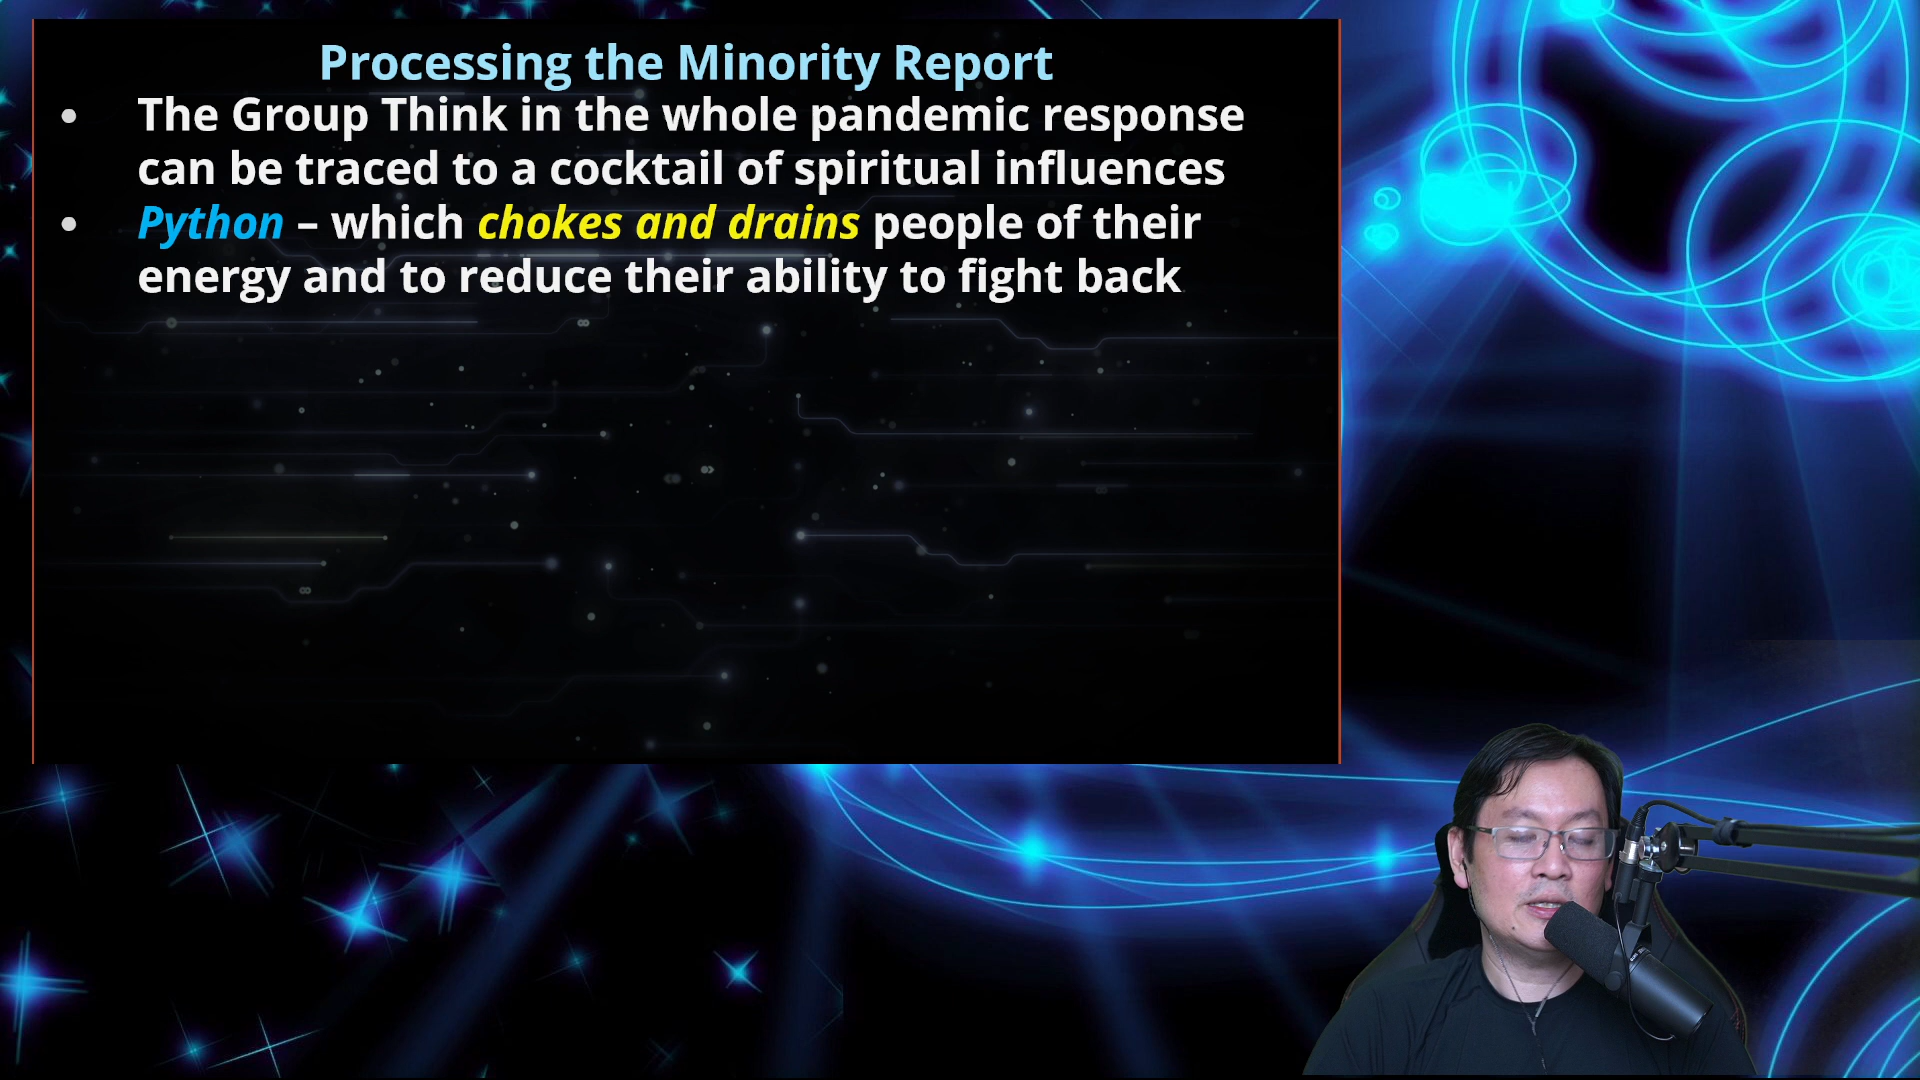 Processing the Minority Report
• The Group Think in the whole pandemic response
can be traced to a cocktail of spiritual influences
• Python – which chokes and drains people of their
energy and to reduce their ability to fight back